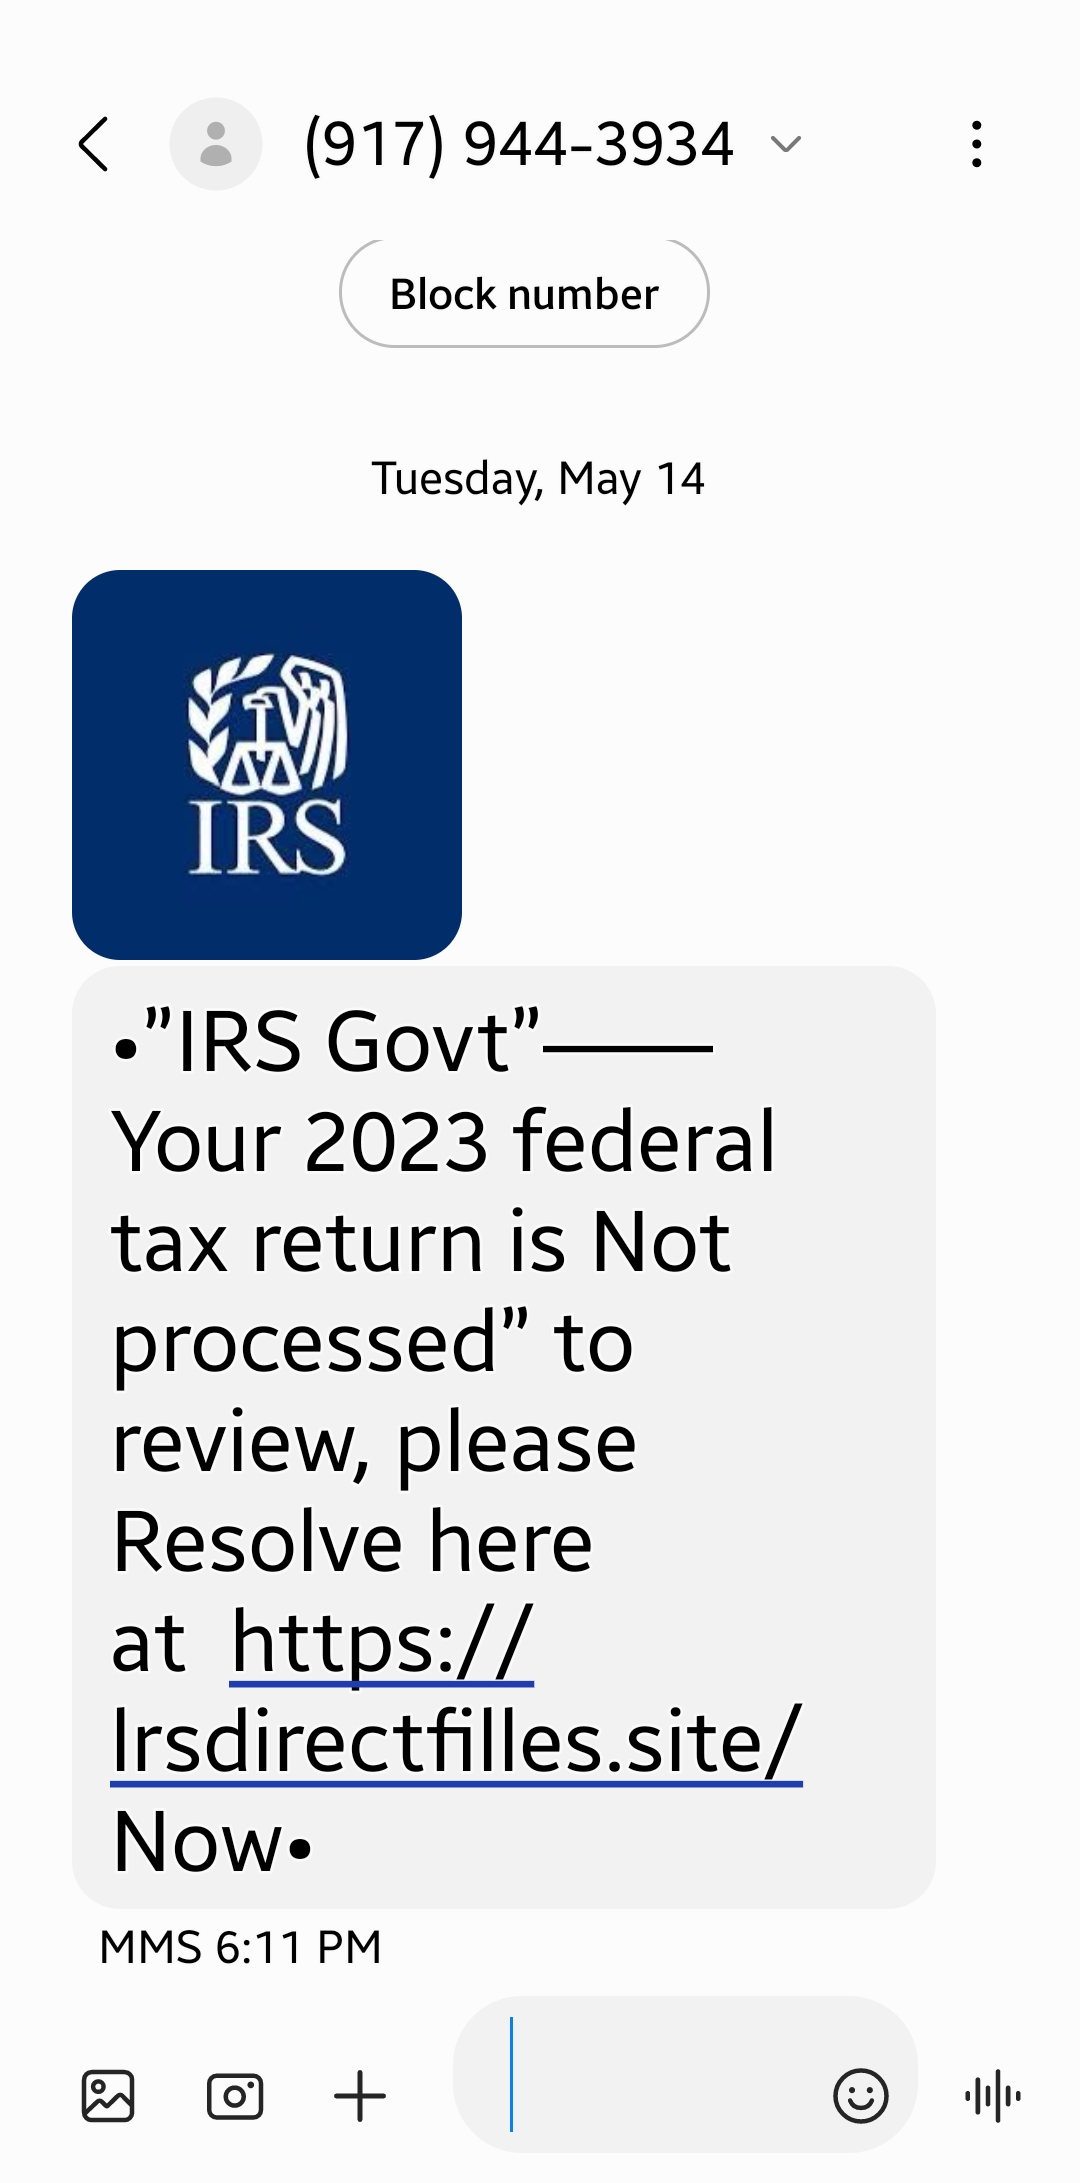 (917) 944-3934
Block number
Tuesday, May 14
IRS
•”IRS Govt”——
Your 2023 federal
tax return is Not
processed” to
review, please
Resolve here
at  https://
lrsdirectfilles.site/
Now•
MMS 6:11 PM